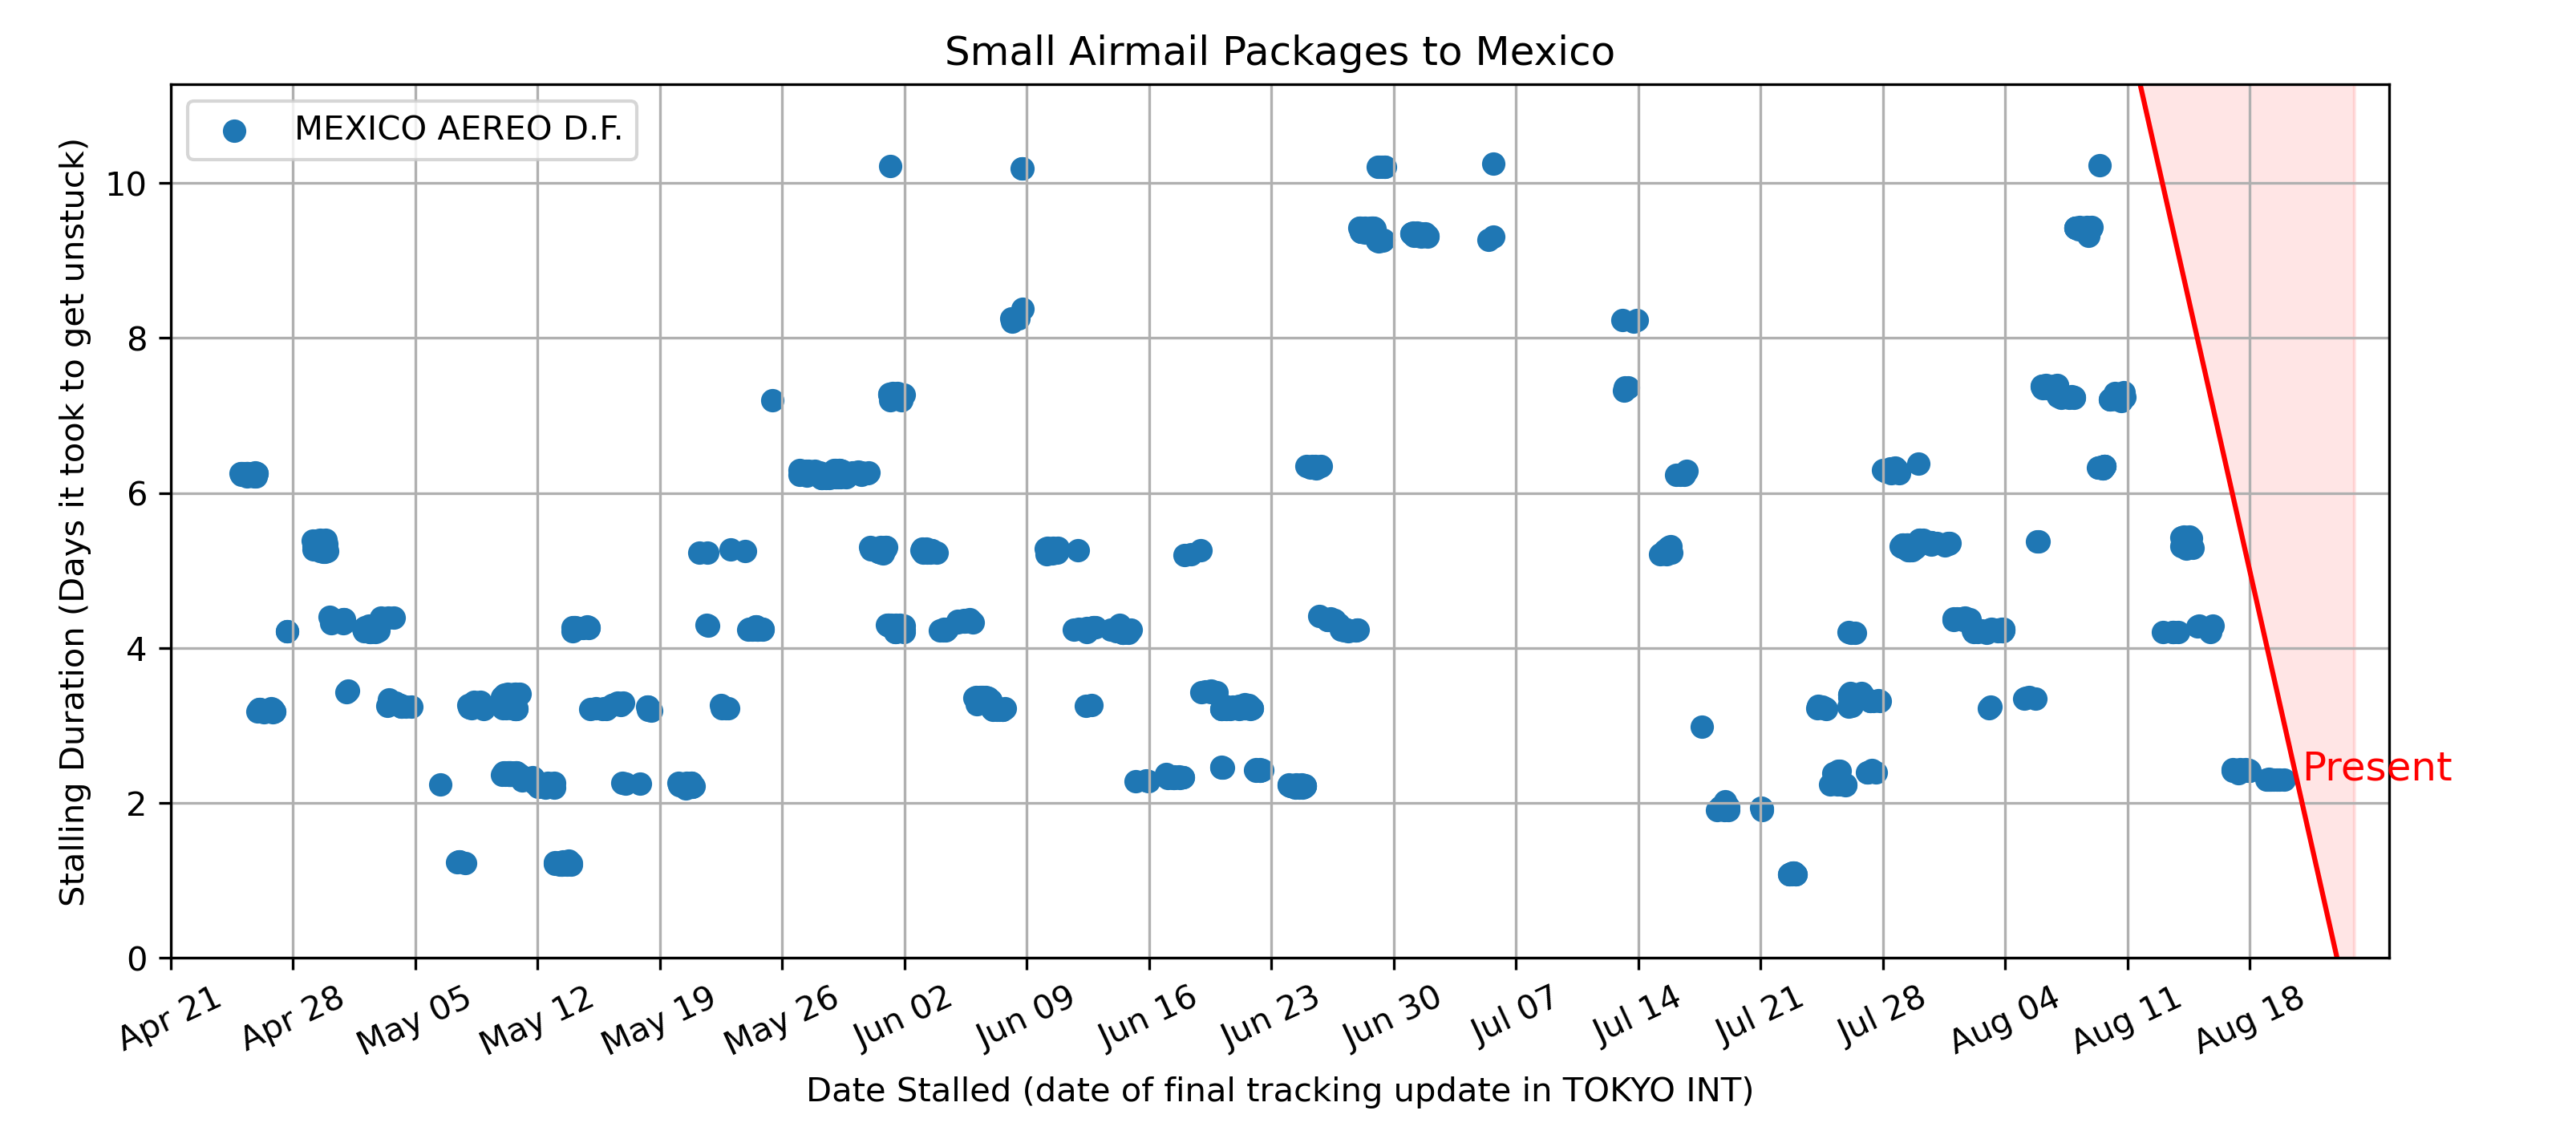 Small Airmail Packages to Mexico
MEXICO AEREO D.F.
Stalling Duration (Days it took to get unstuck)
10
8
6
4
2
0
Present
Apr 21
Apr 28
May 05
May 12
May 19
May 26
Jun 02
Jun 09
Jun 16
Jun 23
Jun 30
Jul 07
Jul 14
Jul 21
Jul 28
Aug 04
Aug 11
Aug 18
Date Stalled (date of final tracking update in TOKYO INT)